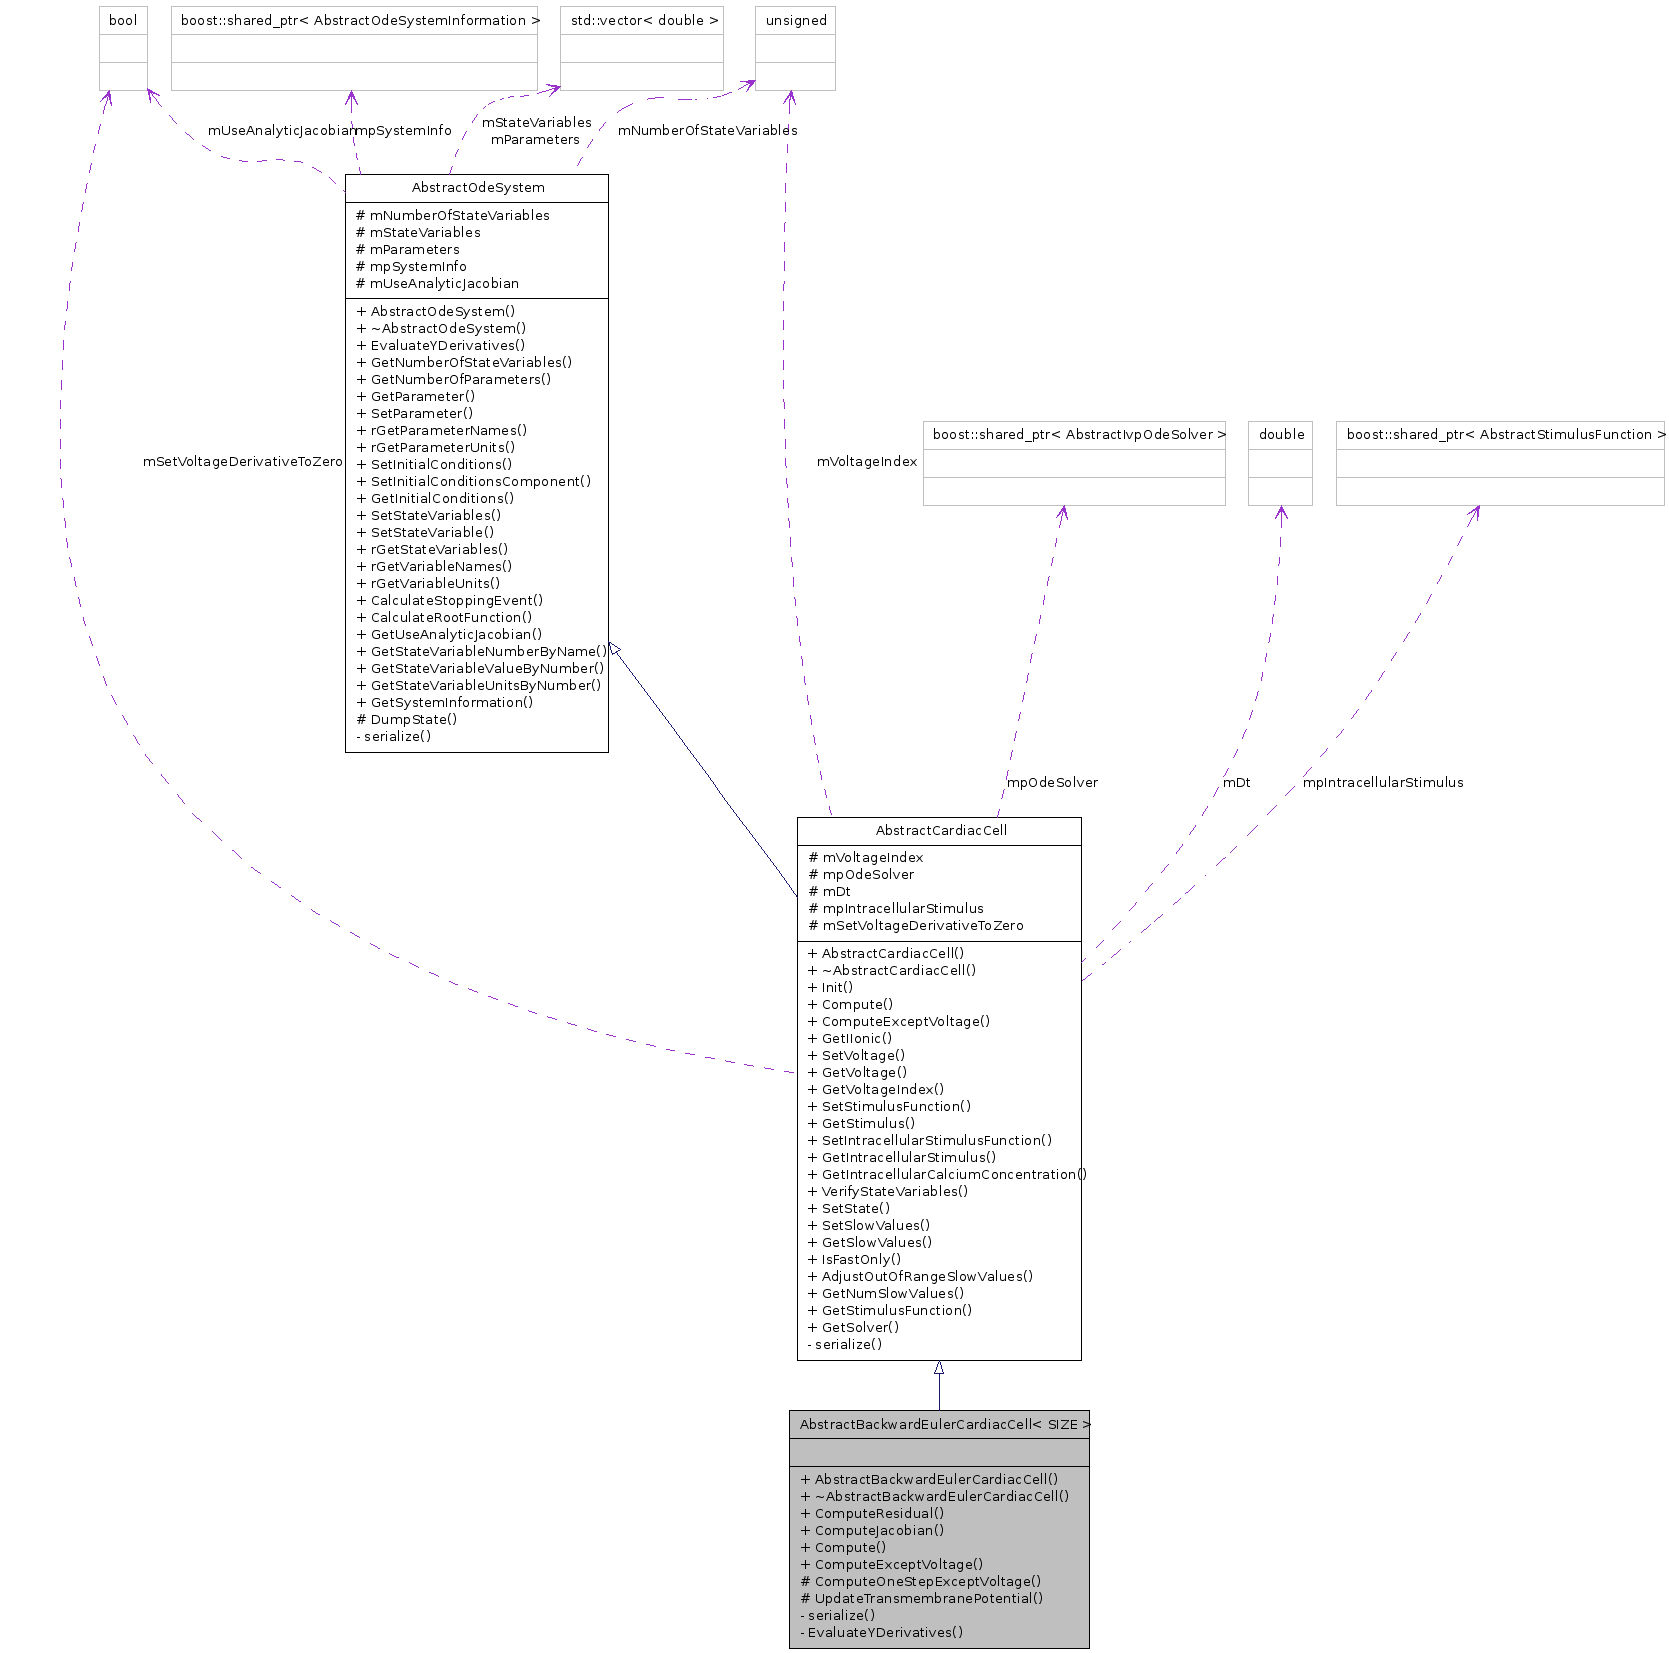 bool
boost::shared_ptr< AbstractOdeSystemInformation >
std::vector< double >
unsigned
mUseAnalyticJacobian
mpSystemInfo
mStateVariables
mParameters
mNumberOfStateVariables
AbstractOdeSystem
# mNumberOfStateVariables
# mStateVariables
# mParameters
# mpSystemInfo
# mUseAnalyticJacobian
+ AbstractOdeSystem()
+ ~AbstractOdeSystem()
+ EvaluateYDerivatives()
+ GetNumberOfStateVariables()
+ GetNumberOfParameters()
+ GetParameter()
+ SetParameter()
+ rGetParameterNames()
+ rGetParameterUnits()
+ SetInitialConditions()
+ SetInitialConditionsComponent()
+ GetInitialConditions()
+ SetStateVariables()
+ SetStateVariable()
+ rGetStateVariables()
+ rGetVariableNames()
+ rGetVariableUnits()
+ CalculateStoppingEvent()
+ CalculateRootFunction()
+ GetUseAnalyticJacobian()
+ GetStateVariableNumberByName()
+ GetStateVariableValueByNumber()
+ GetStateVariableUnitsByNumber()
+ GetSystemInformation()
# DumpState()
- serialize()
mSetVoltageDerivativeToZero
mVoltageIndex
boost::shared_ptr< AbstractIvpOdeSolver >
double
boost::shared_ptr< AbstractStimulusFunction >
mpOdeSolver
mDt
mpIntracellularStimulus
AbstractCardiacCell
# mVoltageIndex
# mpOdeSolver
# mDt
# mpIntracellularStimulus
# mSetVoltageDerivativeToZero
+ AbstractCardiacCell()
+ ~AbstractCardiacCell()
+ Init()
+ Compute()
+ ComputeExceptVoltage()
+ GetIIonic()
+ SetVoltage()
+ GetVoltage()
+ GetVoltageIndex()
+ SetStimulusFunction()
+ GetStimulus()
+ SetIntracellularStimulusFunction()
+ GetIntracellularStimulus()
+ GetIntracellularCalciumConcentration()
+ VerifyStateVariables()
+ SetState()
+ SetSlowValues()
+ GetSlowValues()
+ IsFastOnly()
+ AdjustOutOfRangeSlowValues()
+ GetNumSlowValues()
+ GetStimulusFunction()
+ GetSolver()
- serialize()
AbstractBackwardEulerCardiacCell< SIZE >
+ AbstractBackwardEulerCardiacCell()
+ ~AbstractBackwardEulerCardiacCell()
+ ComputeResidual()
+ ComputeJacobian()
+ Compute()
+ ComputeExceptVoltage()
# ComputeOneStepExceptVoltage()
# UpdateTransmembranePotential()
- serialize()
- EvaluateYDerivatives()